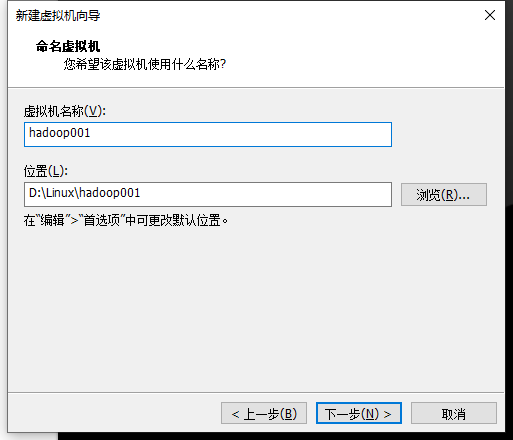 新建虚拟机向导
命名虚拟机
您希望该虚拟机使用什么名称?
虚拟机名称(V):
hadoop001
位置(L):
D:\Linux\hadoop001
浏览(R)...
在“编辑”>“首选项”中可更改默认位置。
< 上一步(B)
下一步(N) >
取消